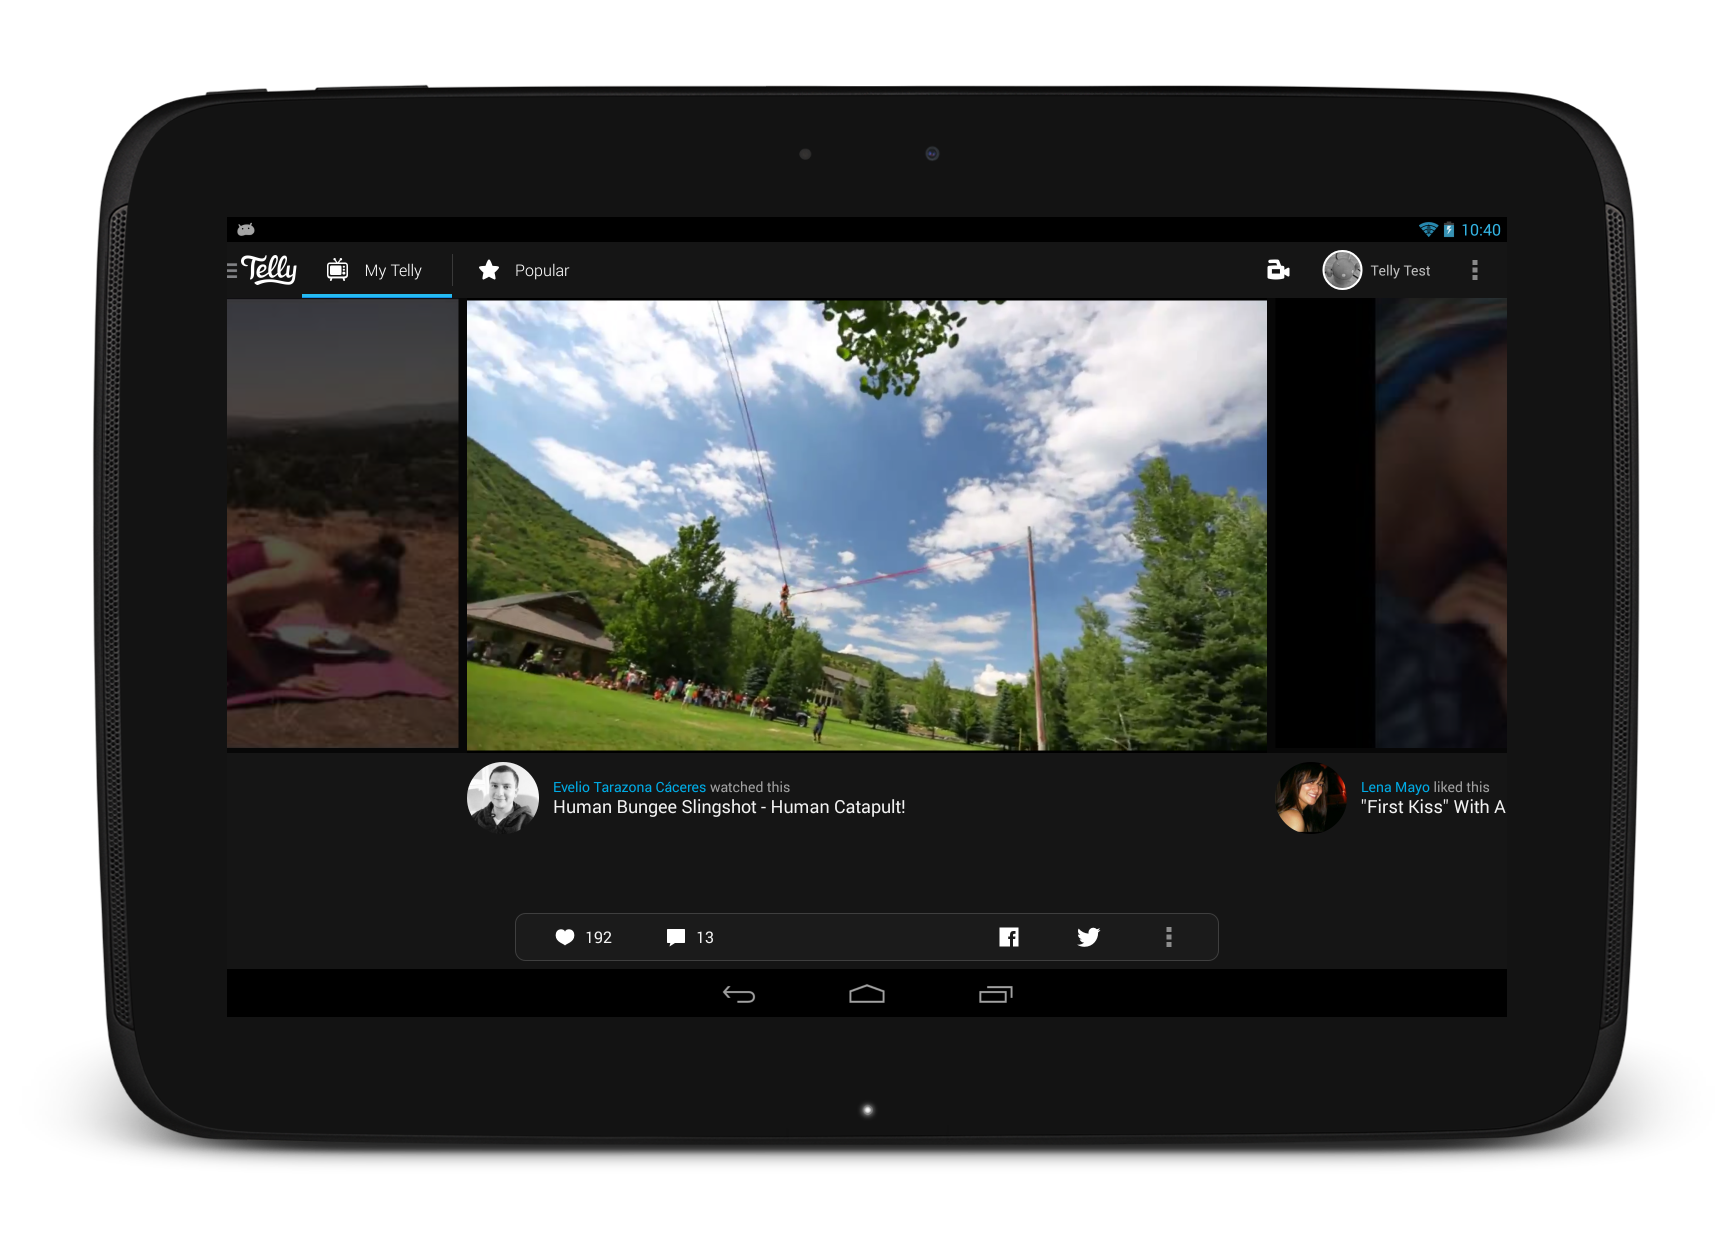 10:40
Telly My Telly Popular Telly Test
Evelio Tarazona Cáceres watched this
Human Bungee Slingshot - Human Catapult!
Lena Mayo liked this
"First Kiss" With A
192 13